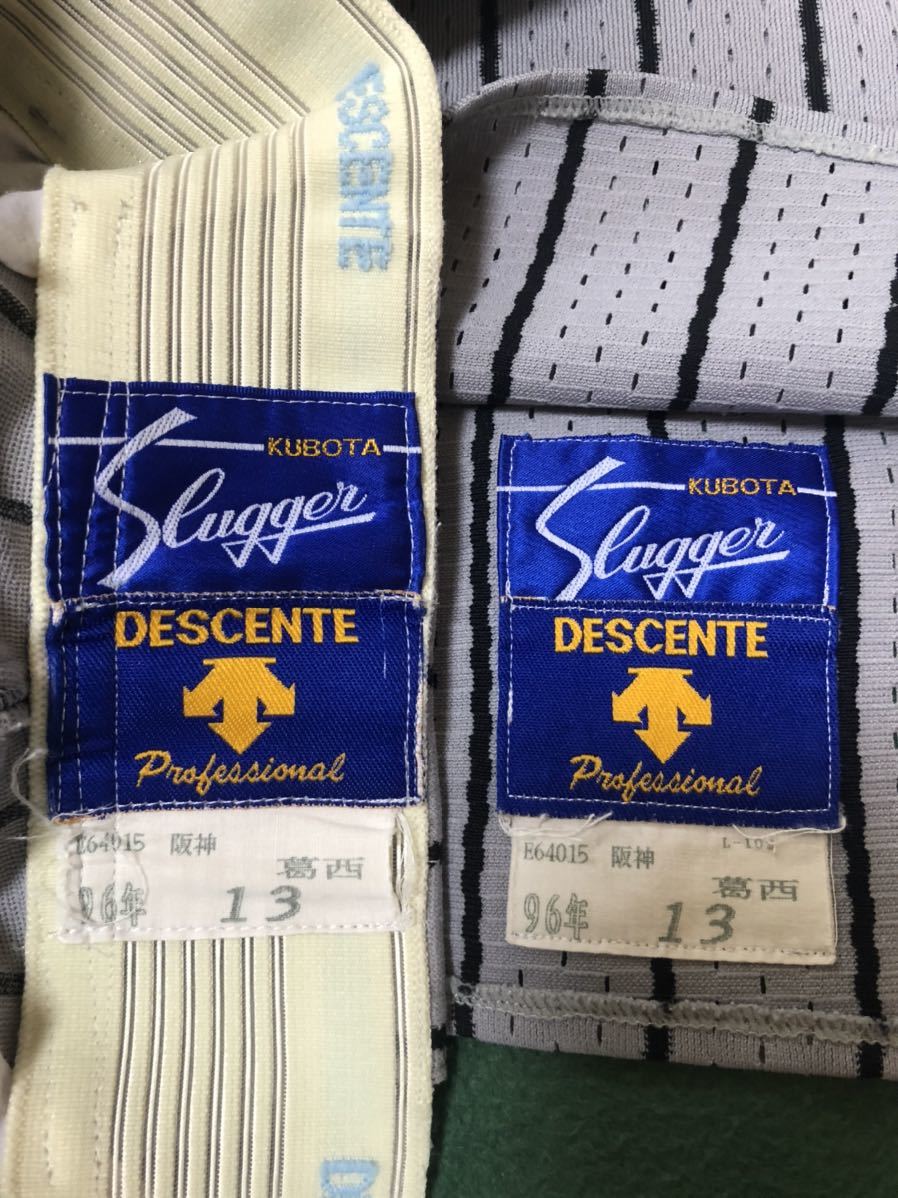 DESCENTE
KUBOTA
Slugger
DESCENTE
Professional
E64015 阪神
葛西
96年 13
KUBOTA
Slugger
DESCENTE
Professional
E64015 阪神
葛西
96年 13